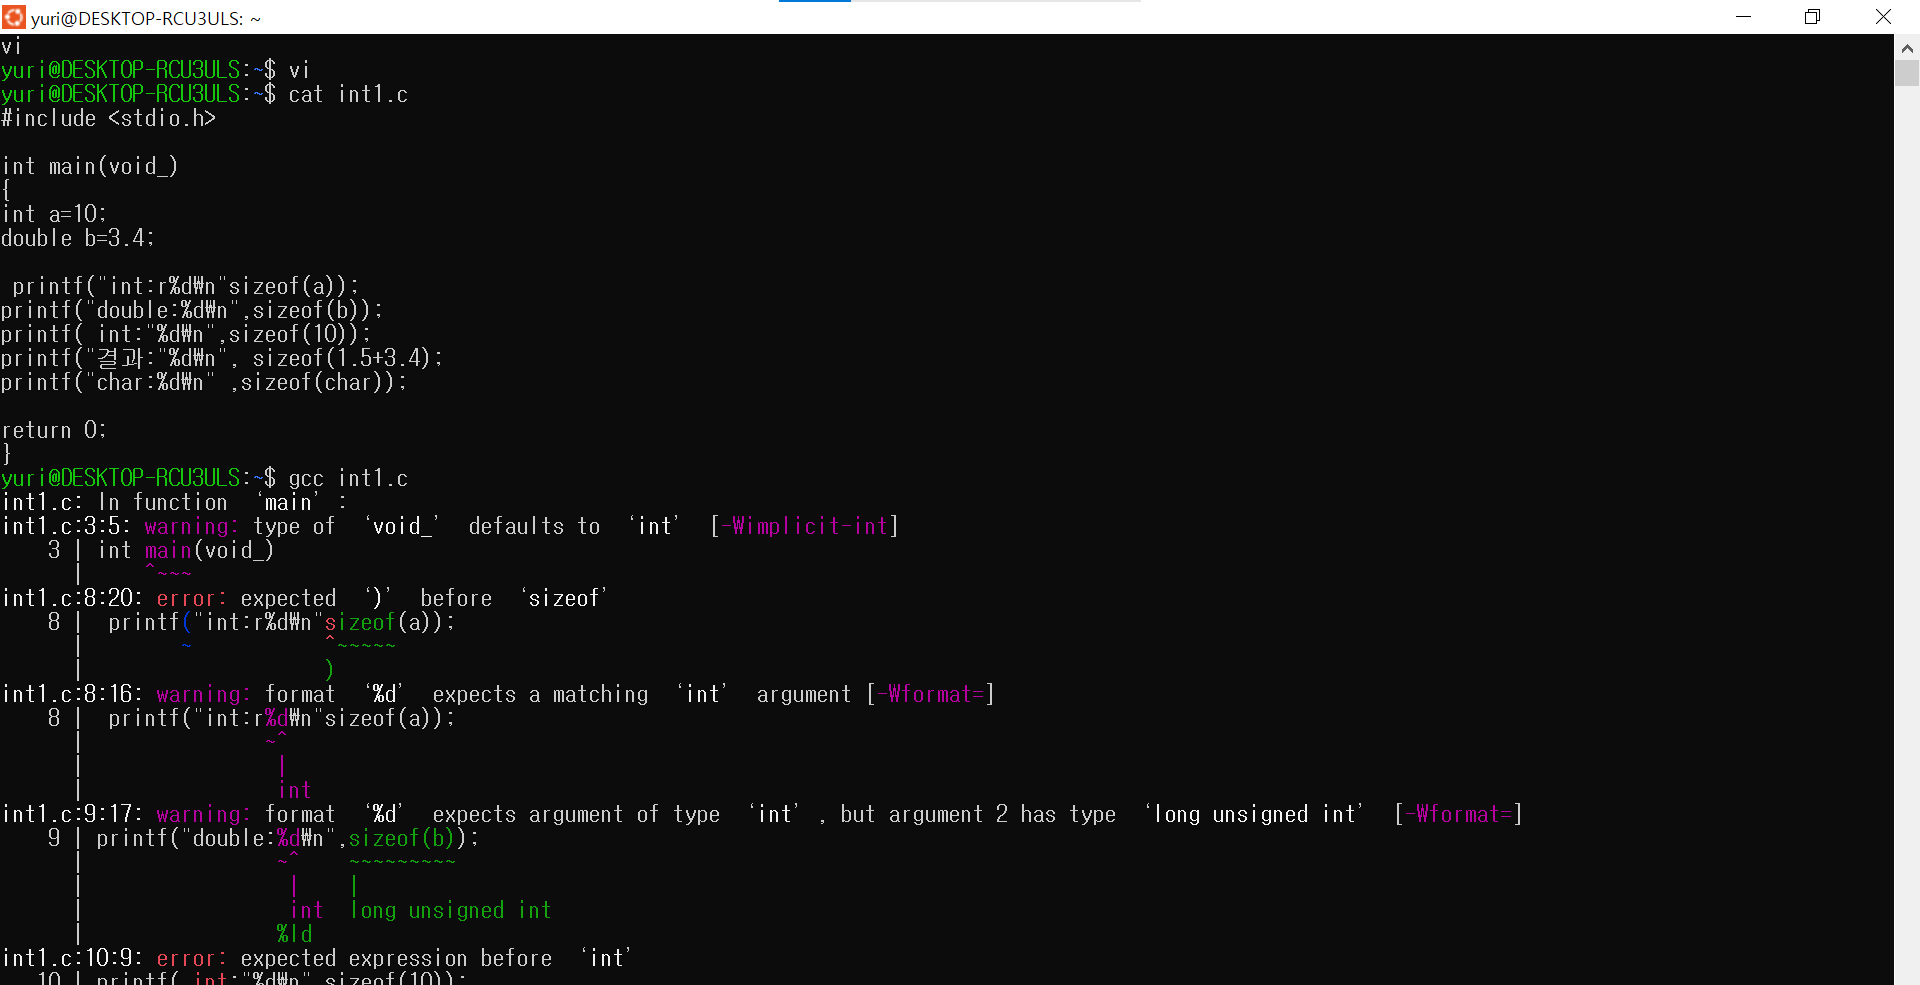 yuri@DESKTOP-RCU3ULS: ~
vi
yuri@DESKTOP-RCU3ULS:~$ vi
yuri@DESKTOP-RCU3ULS:~$ cat int1.c
#include <stdio.h>
int main(void_)
{
int a=10;
double b=3.4;
 printf("int:r%d₩n"sizeof(a));
printf("double:%d₩n",sizeof(b));
printf( int:"%d₩n",sizeof(10));
printf("결과:"%d₩n", sizeof(1.5+3.4);
printf("char:%d₩n" ,sizeof(char));
return 0;
}
yuri@DESKTOP-RCU3ULS:~$ gcc int1.c
int1.c: In function ‘main’:
int1.c:3:5: warning: type of ‘void_’ defaults to ‘int’ [-Wimplicit-int]
    3 | int main(void_)
      |     ^~~~
int1.c:8:20: error: expected ‘)’ before ‘sizeof’
    8 |  printf("int:r%d₩n"sizeof(a));
      |        ~           ^~~~~~
      |                    )
int1.c:8:16: warning: format ‘%d’ expects a matching ‘int’ argument [-Wformat=]
    8 |  printf("int:r%d₩n"sizeof(a));
      |               ~^
      |                |
      |                int
int1.c:9:17: warning: format ‘%d’ expects argument of type ‘int’, but argument 2 has type ‘long unsigned int’ [-Wformat=]
    9 | printf("double:%d₩n",sizeof(b));
      |                ~^    ~~~~~~~~~
      |                 |    |
      |                 int  long unsigned int
      |                %ld
int1.c:10:9: error: expected expression before ‘int’
   10 | printf( int:"%d₩n",sizeof(10));